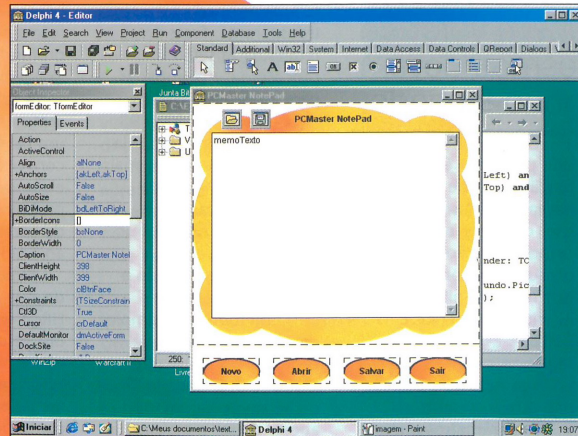 Delphi 4 - Editor
File Edit Search View Project Run Component Database Tools Help
Standard Additional Win32 System Internet Data Access Data Controls QReport Dialogs
Object Inspector
formEditor: TformEditor
Properties Events
Action
ActiveControl
Align alNone
+Anchors [akLeft,akTop]
AutoScroll False
AutoSize False
BiDiMode bdLeftToRight
+BorderIcons []
BorderStyle bsNone
BorderWidth 0
Caption PCMaster Note
ClientHeight 398
ClientWidth 399
Color clBtnFace
+Constraints (TSizeConstrain
Ctl3D True
Cursor crDefault
DefaultMonitor dmActiveForm
DockSite False
WinZip Warcraft II
Junta Bi
C:\
PCMaster NotePad
PCMaster NotePad
memoTexto
Left) an
Top) and
nder: TO
undo.Pic
);
250:
Novo Abrir Salvar Sair
Iniciar C:\Meus documentos\text... Delphi 4 imagem - Paint 19:07